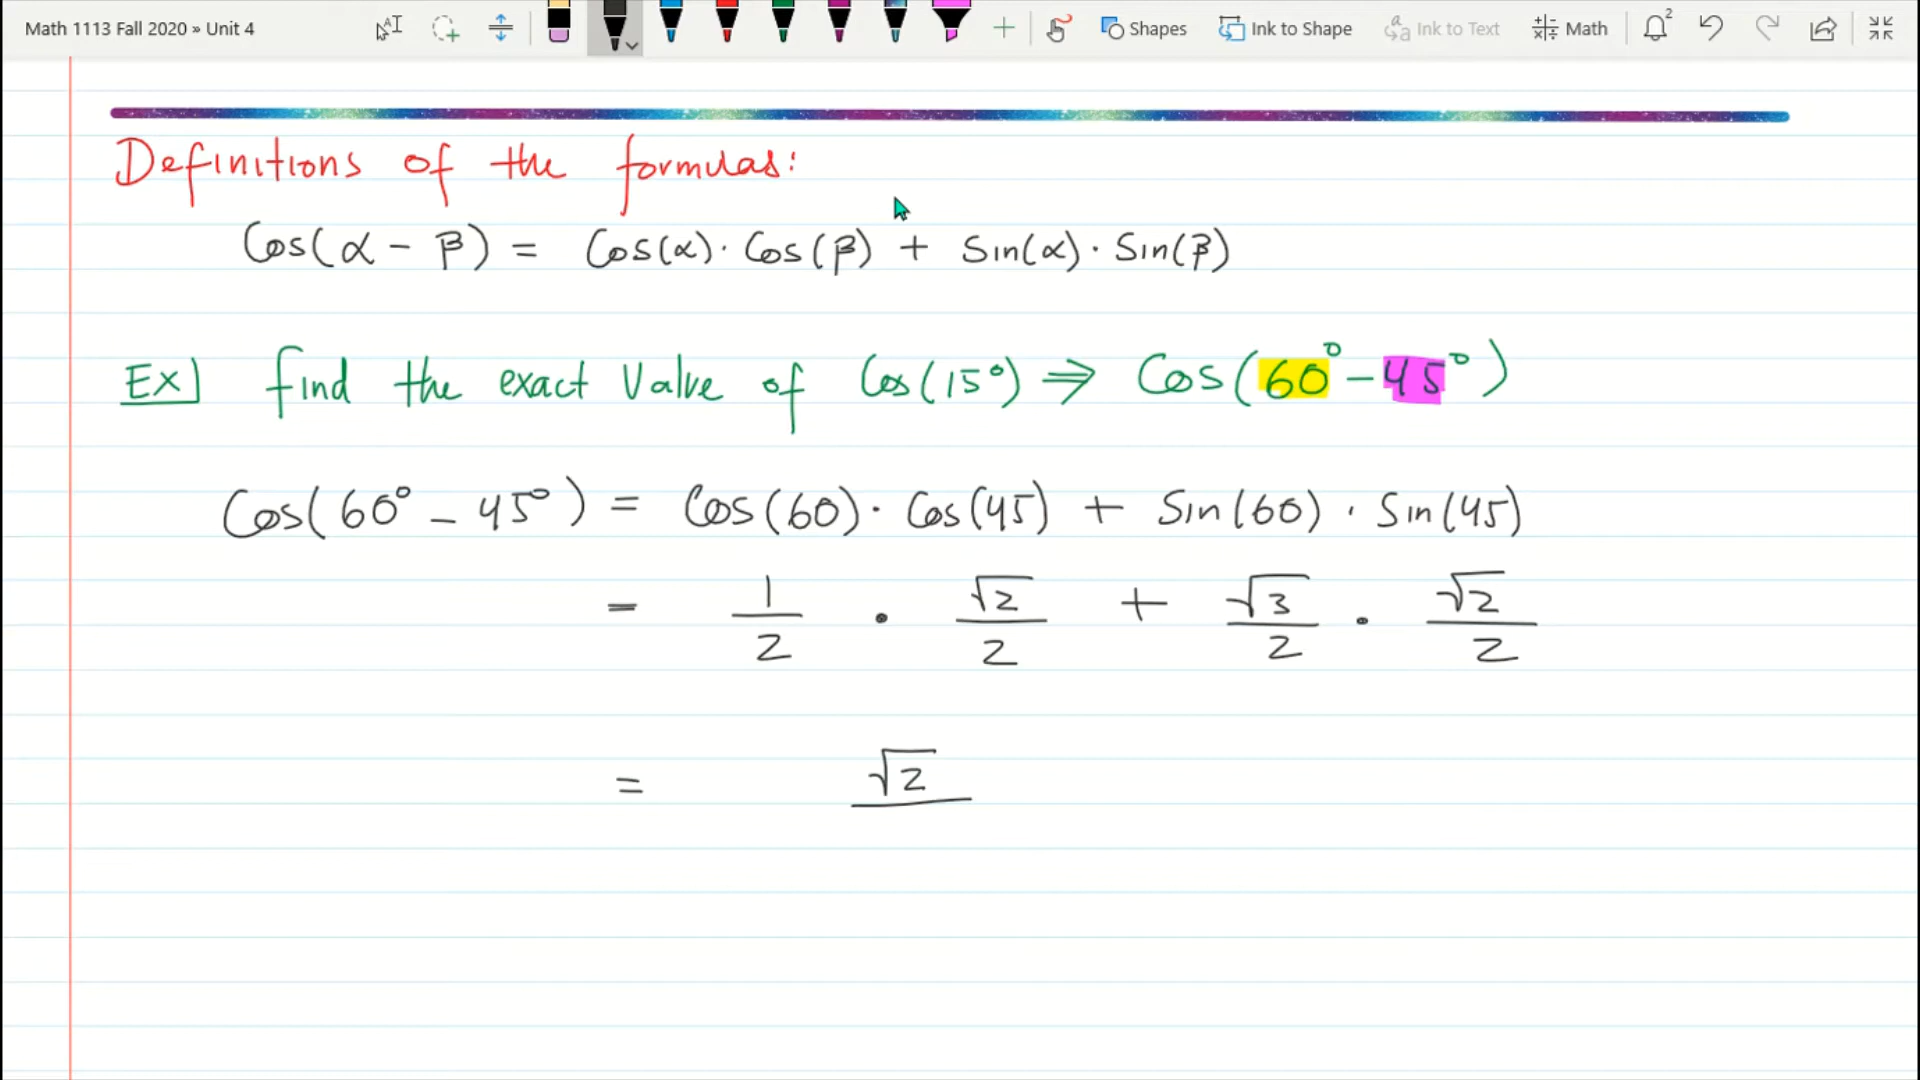 Math 1113 Fall 2020 » Unit 4 Shapes Ink to Shape Ink to Text Math 2
Definitions of the formulas:
Cos(α - β) = Cos(α)·Cos(β) + Sin(α)·Sin(β)
Ex] find the exact Value of Cos(15°) ⇒ Cos(60° - 45°)
Cos(60° - 45°) = Cos(60)·Cos(45) + Sin(60)·Sin(45)
= 1/2 · √2/2 + √3/2 · √2/2
= √2